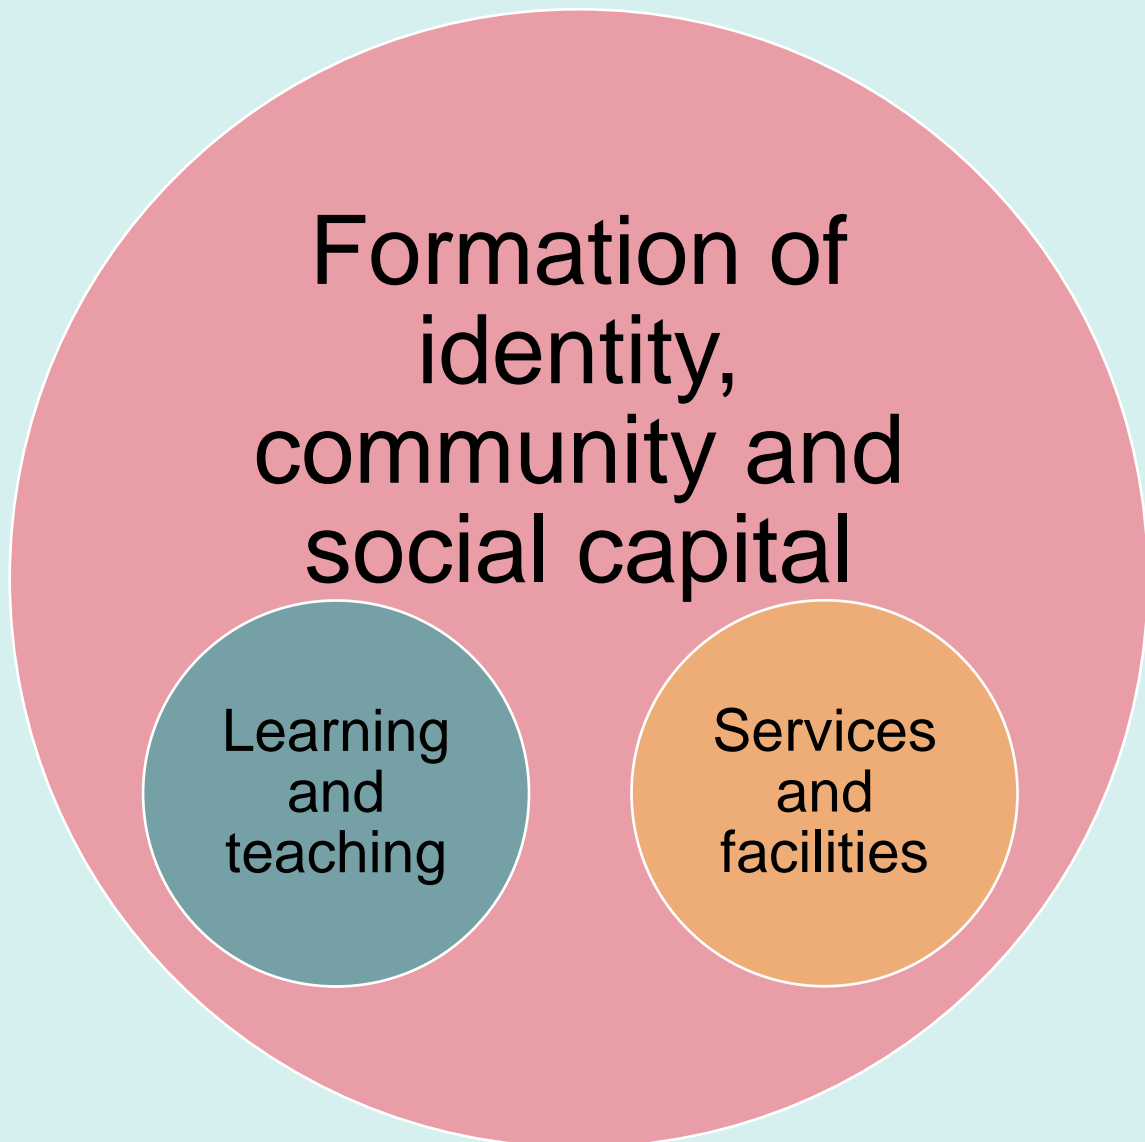 Formation of
identity,
community and
social capital
Learning
and
teaching
Services
and
facilities